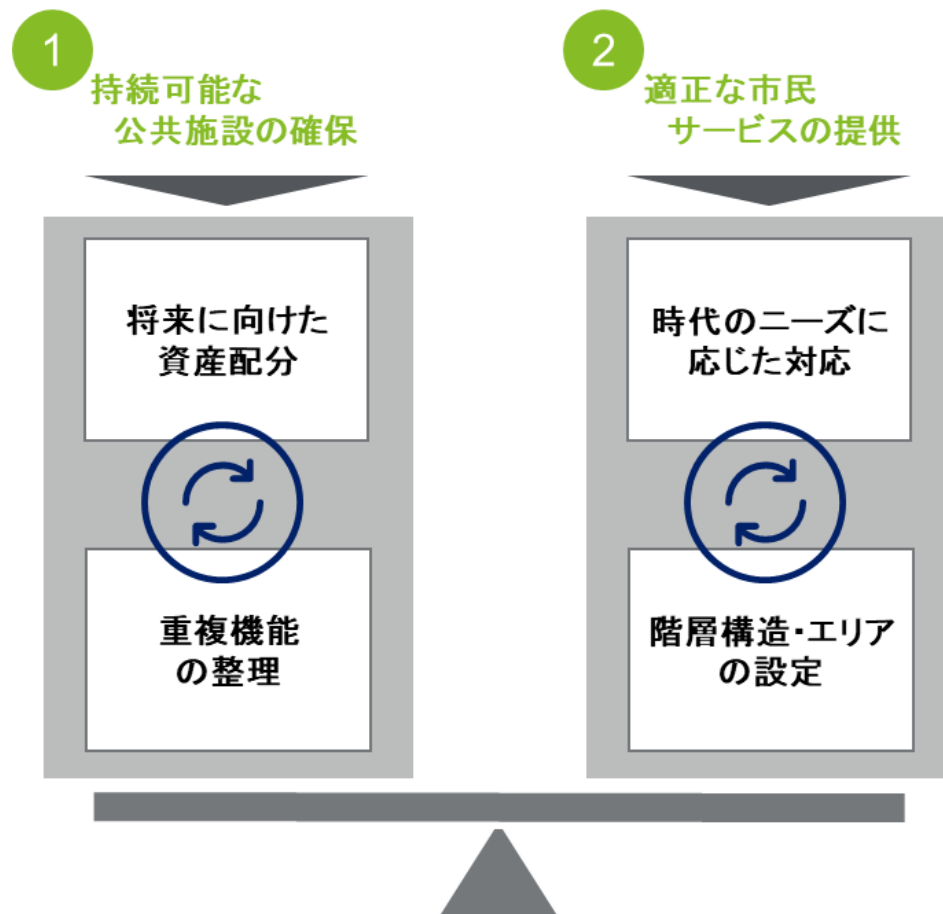 1
持続可能な
公共施設の確保
将来に向けた
資産配分
重複機能
の整理
2
適正な市民
サービスの提供
時代のニーズに
応じた対応
階層構造・エリア
の設定